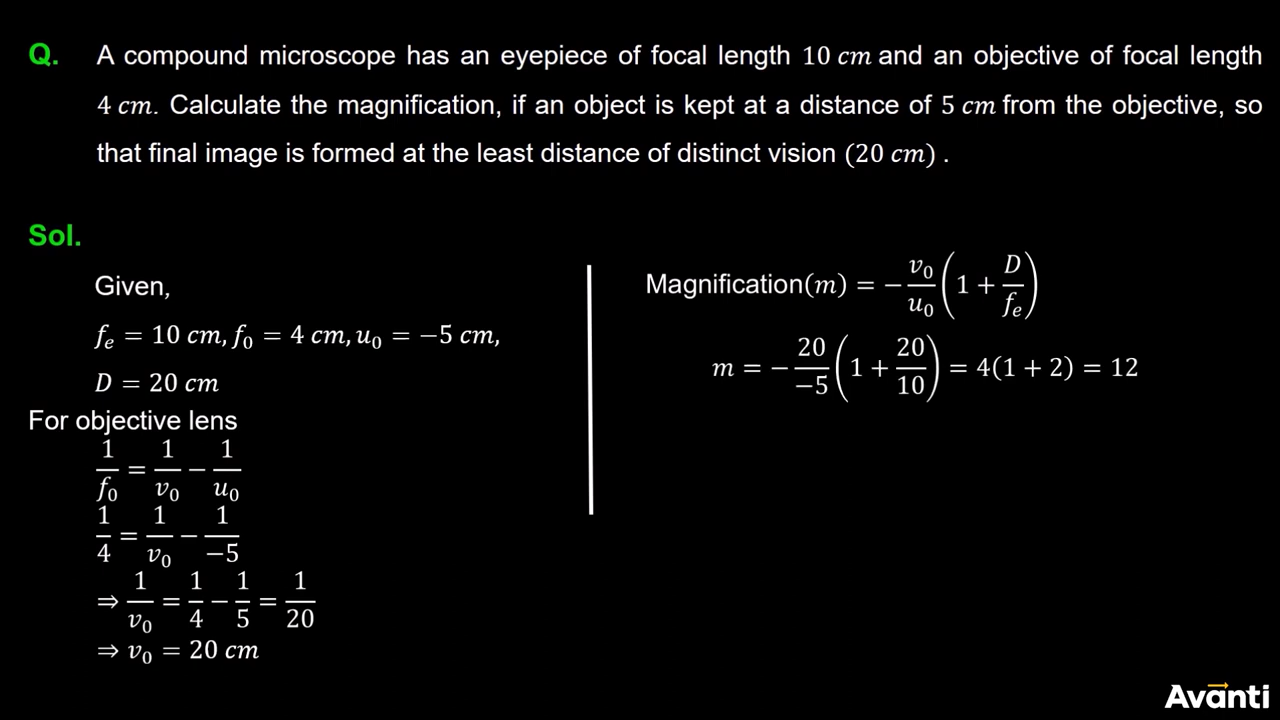 Q. A compound microscope has an eyepiece of focal length 10 cm and an objective of focal length
4 cm. Calculate the magnification, if an object is kept at a distance of 5 cm from the objective, so
that final image is formed at the least distance of distinct vision (20 cm) .
Sol.
Given,
f_e = 10 cm, f_0 = 4 cm, u_0 = −5 cm,
D = 20 cm
For objective lens
1/f_0 = 1/v_0 − 1/u_0
1/4 = 1/v_0 − 1/−5
⇒ 1/v_0 = 1/4 − 1/5 = 1/20
⇒ v_0 = 20 cm
Magnification(m) = − v_0/u_0 (1 + D/f_e)
m = − 20/−5 (1 + 20/10) = 4(1 + 2) = 12
Avanti